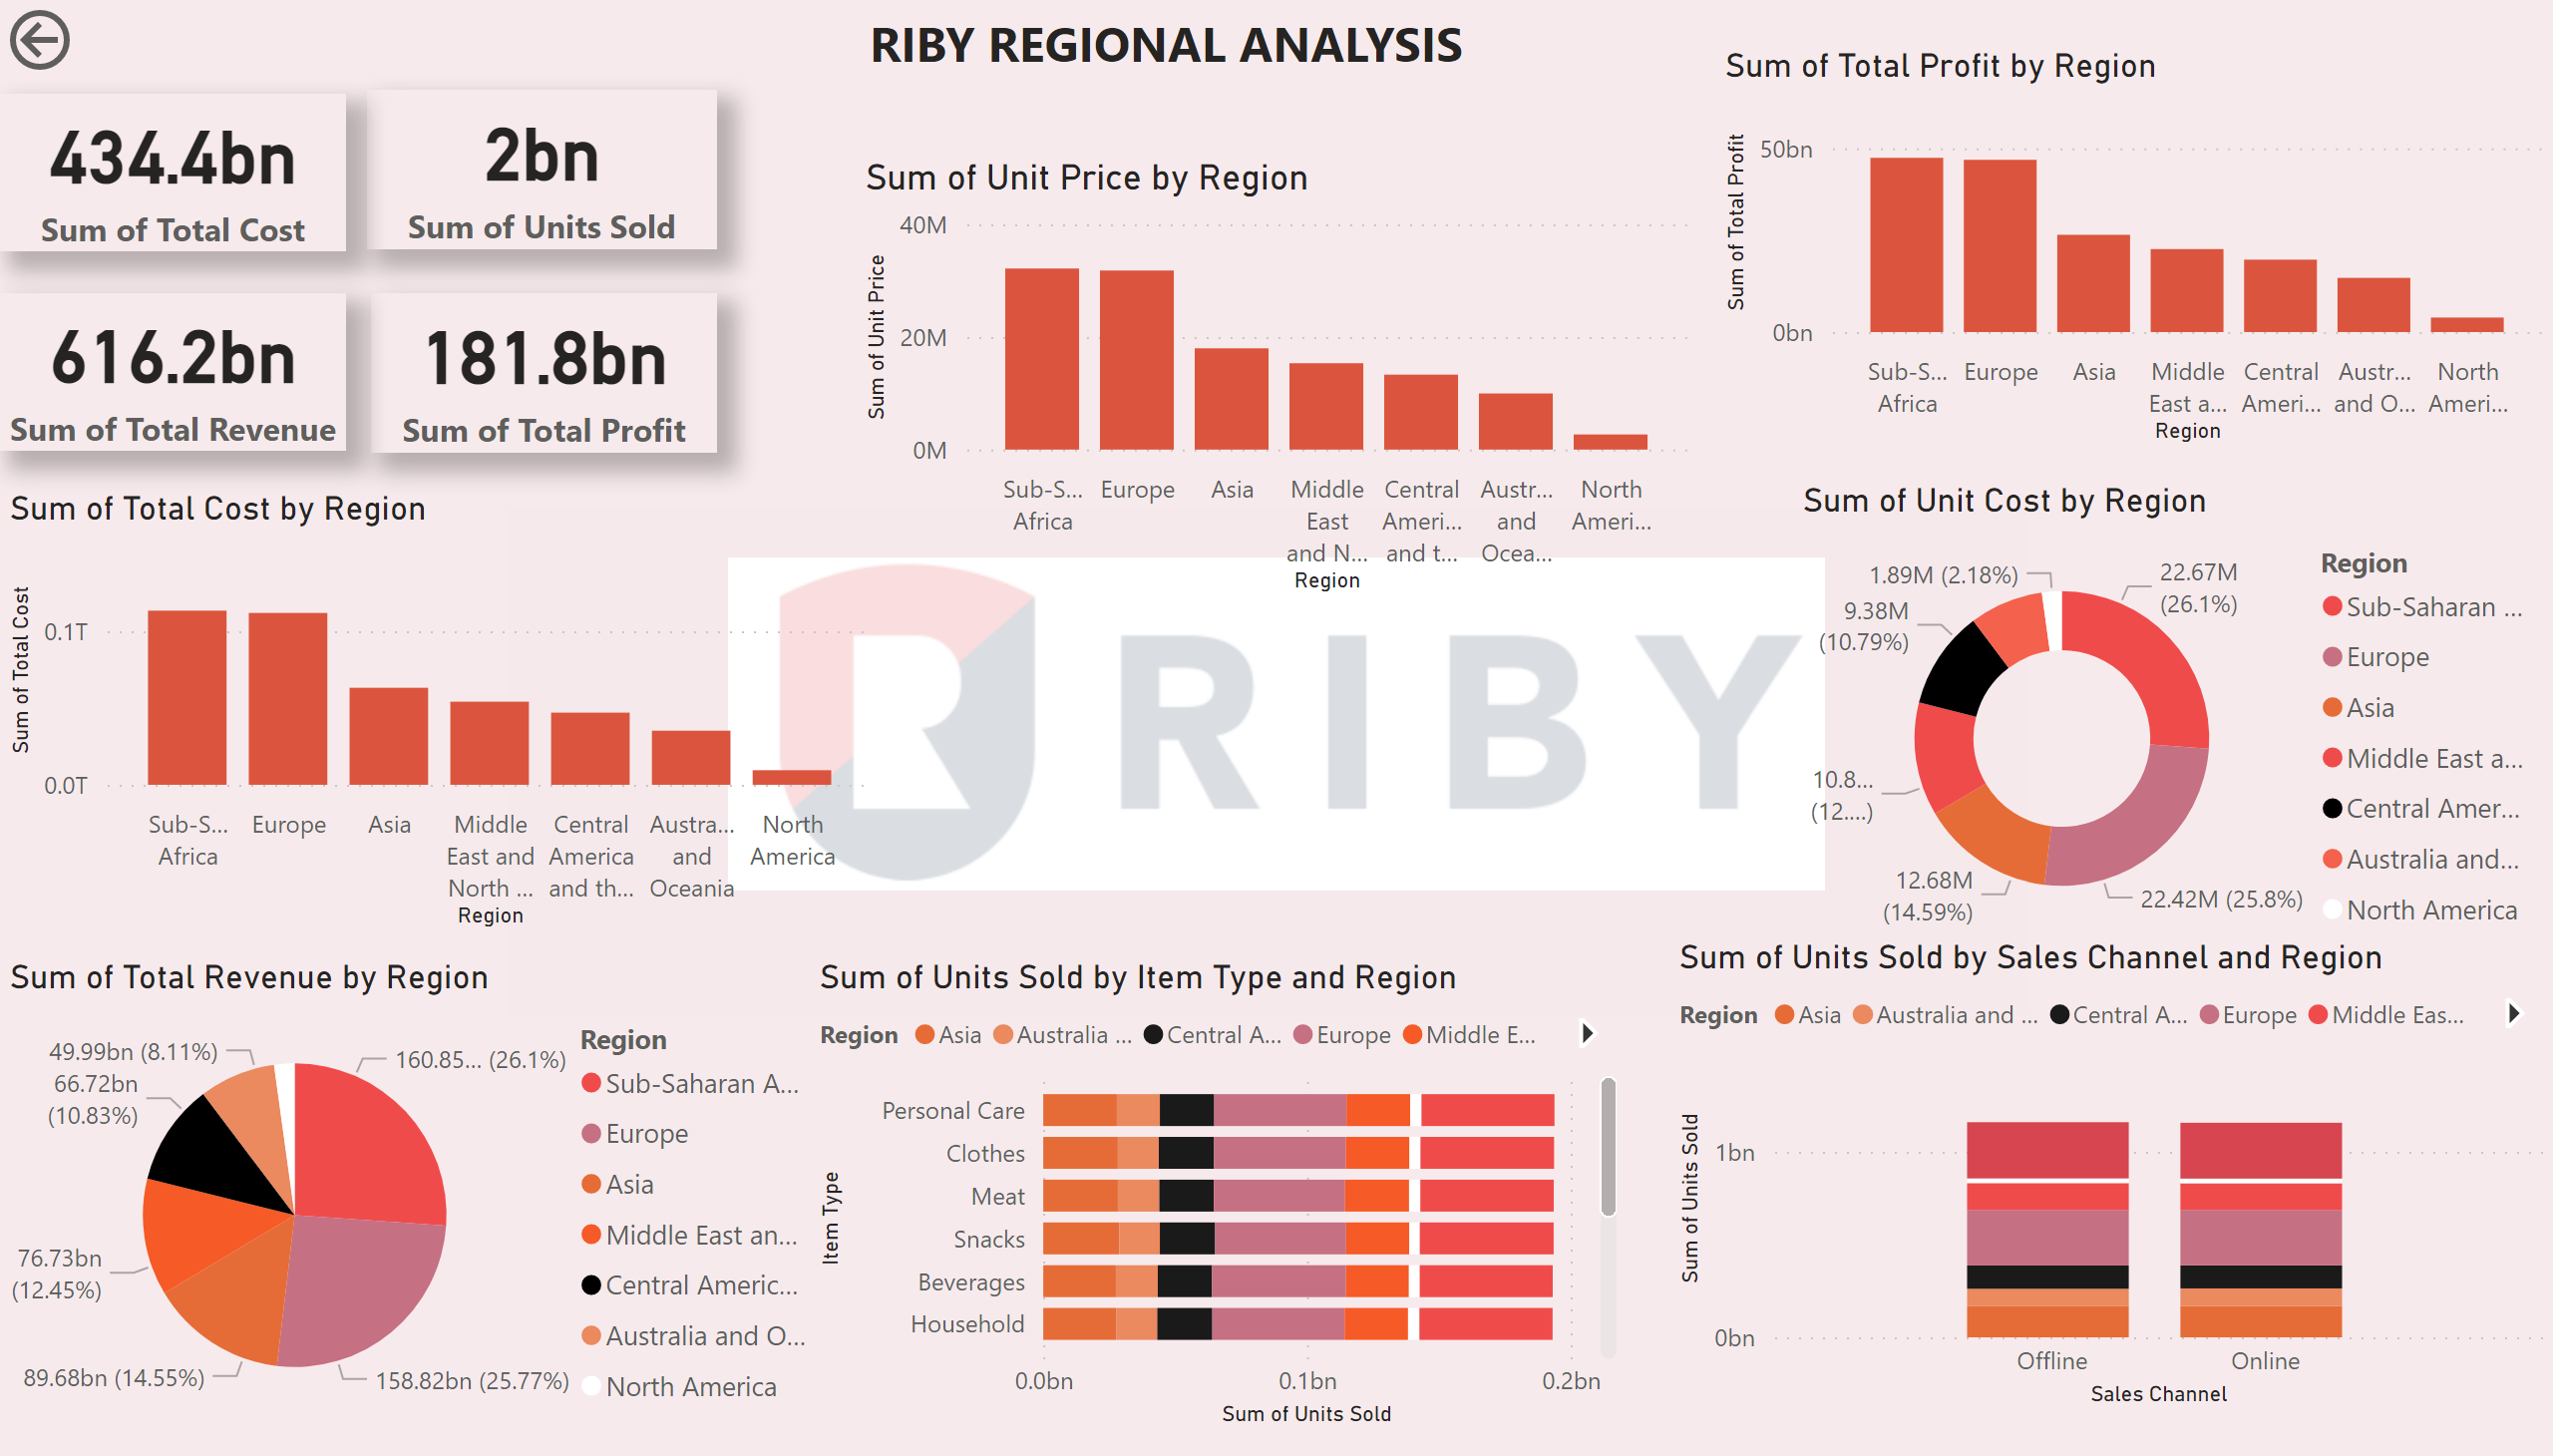 RIBY REGIONAL ANALYSIS
434.4bn
Sum of Total Cost
2bn
Sum of Units Sold
616.2bn
Sum of Total Revenue
181.8bn
Sum of Total Profit
Sum of Unit Price by Region
Sum of Unit Price
40M
20M
0M
Sub-S... Europe Asia Middle Central Austr... North
Africa East Ameri... and Ameri...
and N... and t... Ocea...
Region
Sum of Total Profit by Region
Sum of Total Profit
50bn
0bn
Sub-S... Europe Asia Middle Central Austr... North
Africa East a... Ameri... and O... Ameri...
Region
Sum of Total Cost by Region
Sum of Total Cost
0.1T
0.0T
Sub-S... Europe Asia Middle Central Austra... North
Africa East and America and America
North ... and th... Oceania
Region
RIBY
Sum of Unit Cost by Region
1.89M (2.18%)
22.67M
(26.1%)
9.38M
(10.79%)
10.8...
(12....)
12.68M
(14.59%)
22.42M (25.8%)
Region
Sub-Saharan ...
Europe
Asia
Middle East a...
Central Amer...
Australia and...
North America
Sum of Total Revenue by Region
49.99bn (8.11%)
160.85... (26.1%)
66.72bn
(10.83%)
76.73bn
(12.45%)
89.68bn (14.55%)
158.82bn (25.77%)
Region
Sub-Saharan A...
Europe
Asia
Middle East an...
Central Americ...
Australia and O...
North America
Sum of Units Sold by Item Type and Region
Region Asia Australia ... Central A... Europe Middle E...
Item Type
Personal Care
Clothes
Meat
Snacks
Beverages
Household
0.0bn 0.1bn 0.2bn
Sum of Units Sold
Sum of Units Sold by Sales Channel and Region
Region Asia Australia and ... Central A... Europe Middle Eas...
Sum of Units Sold
1bn
0bn
Offline Online
Sales Channel